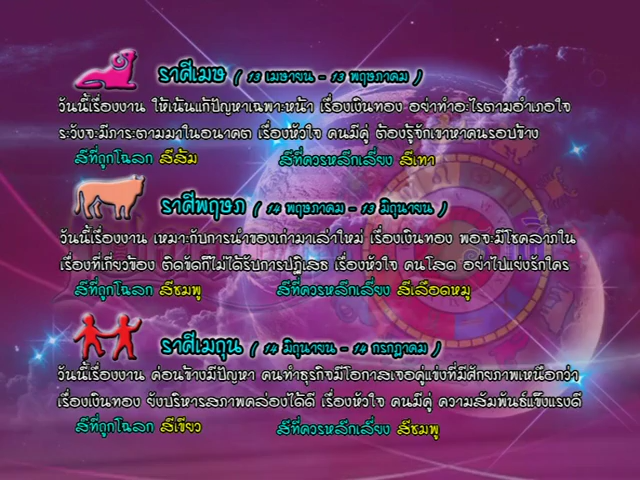 ราศีเมษ ( 13 เมษายน - 13 พฤษภาคม )
วันนี้เรื่องงาน ให้เน้นแก้ปัญหาเฉพาะหน้า เรื่องเงินทอง อย่าทำอะไรตามอำเภอใจ
ระวังจะมีภาระตามมาในอนาคต เรื่องหัวใจ คนมีคู่ ต้องรู้จักเอาหาคนรอบข้าง
สีที่ถูกโฉลก สีส้ม สีที่ควรหลีกเลี่ยง สีเทา
ราศีพฤษภ ( 14 พฤษภาคม - 13 มิถุนายน )
วันนี้เรื่องงาน เหมาะกับการนำของเก่ามาเล่าใหม่ เรื่องเงินทอง พอจะมีโชคลาภใน
เรื่องที่เกี่ยวข้อง ติดขัดก็ไม่ได้รับการปฏิเสธ เรื่องหัวใจ คนโสด อย่าไปแย่งรักใคร
สีที่ถูกโฉลก สีชมพู สีที่ควรหลีกเลี่ยง สีเลือดหมู
ราศีเมถุน ( 14 มิถุนายน - 14 กรกฎาคม )
วันนี้เรื่องงาน ค่อนข้างมีปัญหา คนทำธุรกิจมีโอกาสเจอคู่แข่งที่มีศักยภาพเหนือกว่า
เรื่องเงินทอง ยังบริหารสภาพคล่องได้ดี เรื่องหัวใจ คนมีคู่ ความสัมพันธ์แข็งแรงดี
สีที่ถูกโฉลก สีเขียว สีที่ควรหลีกเลี่ยง สีชมพู